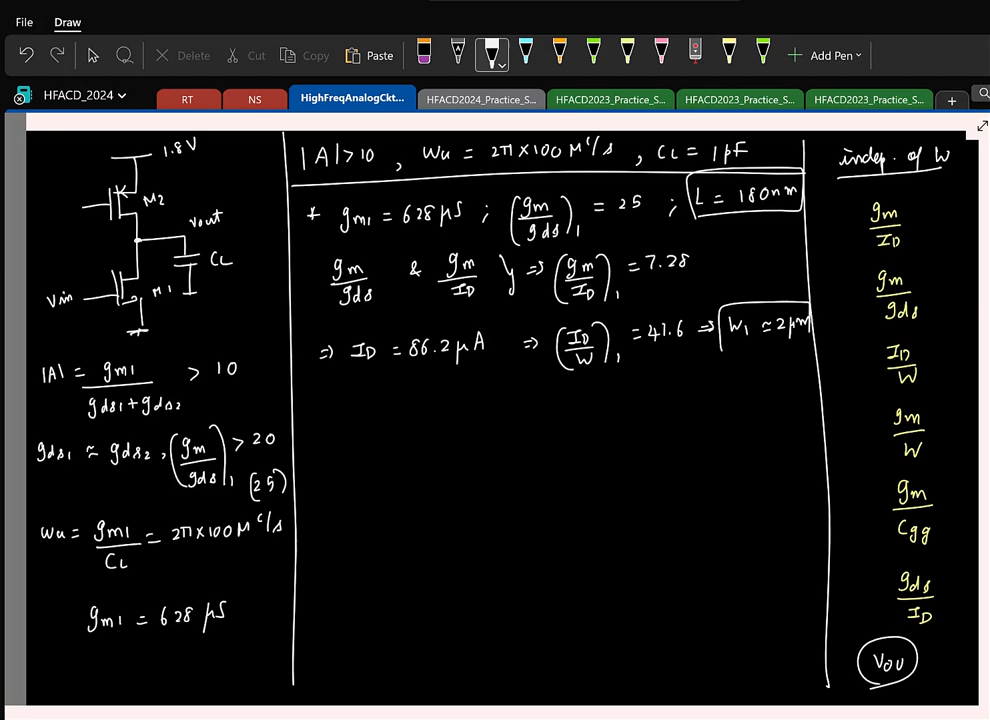 File Draw
Delete Cut Copy Paste Add Pen
HFACD_2024 RT NS HighFreqAnalogCkt... HFACD2024_Practice_S... HFACD2023_Practice_S... HFACD2023_Practice_S... HFACD2023_Practice_S... +
1.8V
M2
Vout
CL
Vin
M1
|A| = gm1 / (gds1+gds2) > 10
gds1 ≈ gds2, (gm/gds)1 > 20
(25)
ωu = gm1/CL = 2π×100 M c/s
gm1 = 628 μS
|A| > 10 , ωu = 2π×100 M c/s , CL = 1pF
* gm1 = 628 μS ; (gm/gds)1 = 25 ; L = 180nm
gm/gds & gm/ID } ⇒ (gm/ID)1 = 7.28
⇒ ID = 86.2 μA ⇒ (ID/W)1 = 41.6 ⇒ W1 ≈ 2μm
indep. of W
gm/ID
gm/gds
ID/W
gm/W
gm/Cgg
gds/ID
Vov